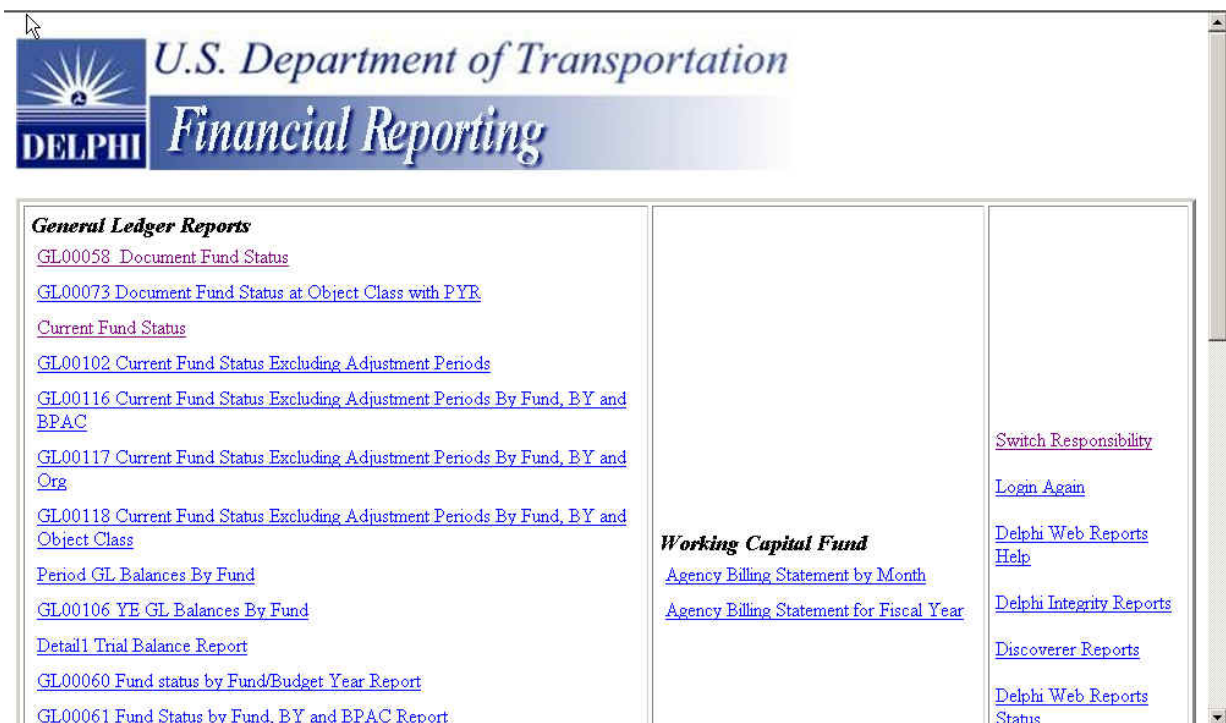 U.S. Department of Transportation
DELPHI
Financial Reporting
General Ledger Reports
GL00058 Document Fund Status
GL00073 Document Fund Status at Object Class with PYR
Current Fund Status
GL00102 Current Fund Status Excluding Adjustment Periods
GL00116 Current Fund Status Excluding Adjustment Periods By Fund, BY and
BPAC
GL00117 Current Fund Status Excluding Adjustment Periods By Fund, BY and
Org
GL00118 Current Fund Status Excluding Adjustment Periods By Fund, BY and
Object Class
Period GL Balances By Fund
GL00106 YE GL Balances By Fund
Detail1 Trial Balance Report
GL00060 Fund status by Fund/Budget Year Report
GL00061 Fund Status by Fund, BY and BPAC Report
Working Capital Fund
Agency Billing Statement by Month
Agency Billing Statement for Fiscal Year
Switch Responsibility
Login Again
Delphi Web Reports
Help
Delphi Integrity Reports
Discoverer Reports
Delphi Web Reports
Status